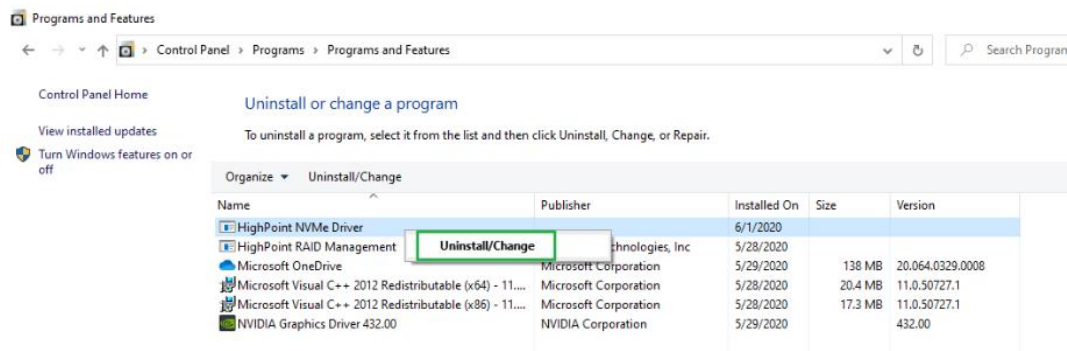 Programs and Features
Control Panel > Programs > Programs and Features
Search Program
Control Panel Home
View installed updates
Turn Windows features on or
off
Uninstall or change a program
To uninstall a program, select it from the list and then click Uninstall, Change, or Repair.
Organize Uninstall/Change
Name Publisher Installed On Size Version
HighPoint NVMe Driver 6/1/2020
Uninstall/Change
HighPoint RAID Management chnologies, Inc 5/28/2020
Microsoft OneDrive Microsoft Corporation 5/29/2020 138 MB 20.064.0329.0008
Microsoft Visual C++ 2012 Redistributable (x64) - 11.... Microsoft Corporation 5/28/2020 20.4 MB 11.0.50727.1
Microsoft Visual C++ 2012 Redistributable (x86) - 11.... Microsoft Corporation 5/28/2020 17.3 MB 11.0.50727.1
NVIDIA Graphics Driver 432.00 NVIDIA Corporation 5/29/2020 432.00